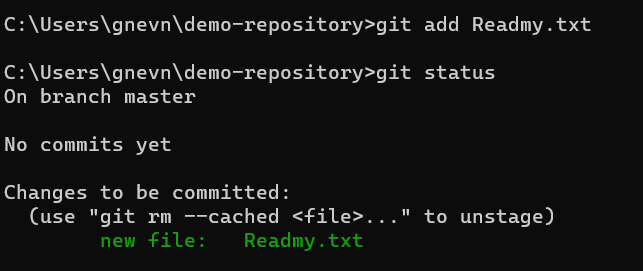 C:\Users\gnevn\demo-repository>git add Readmy.txt
C:\Users\gnevn\demo-repository>git status
On branch master
No commits yet
Changes to be committed:
  (use "git rm --cached <file>..." to unstage)
        new file:   Readmy.txt